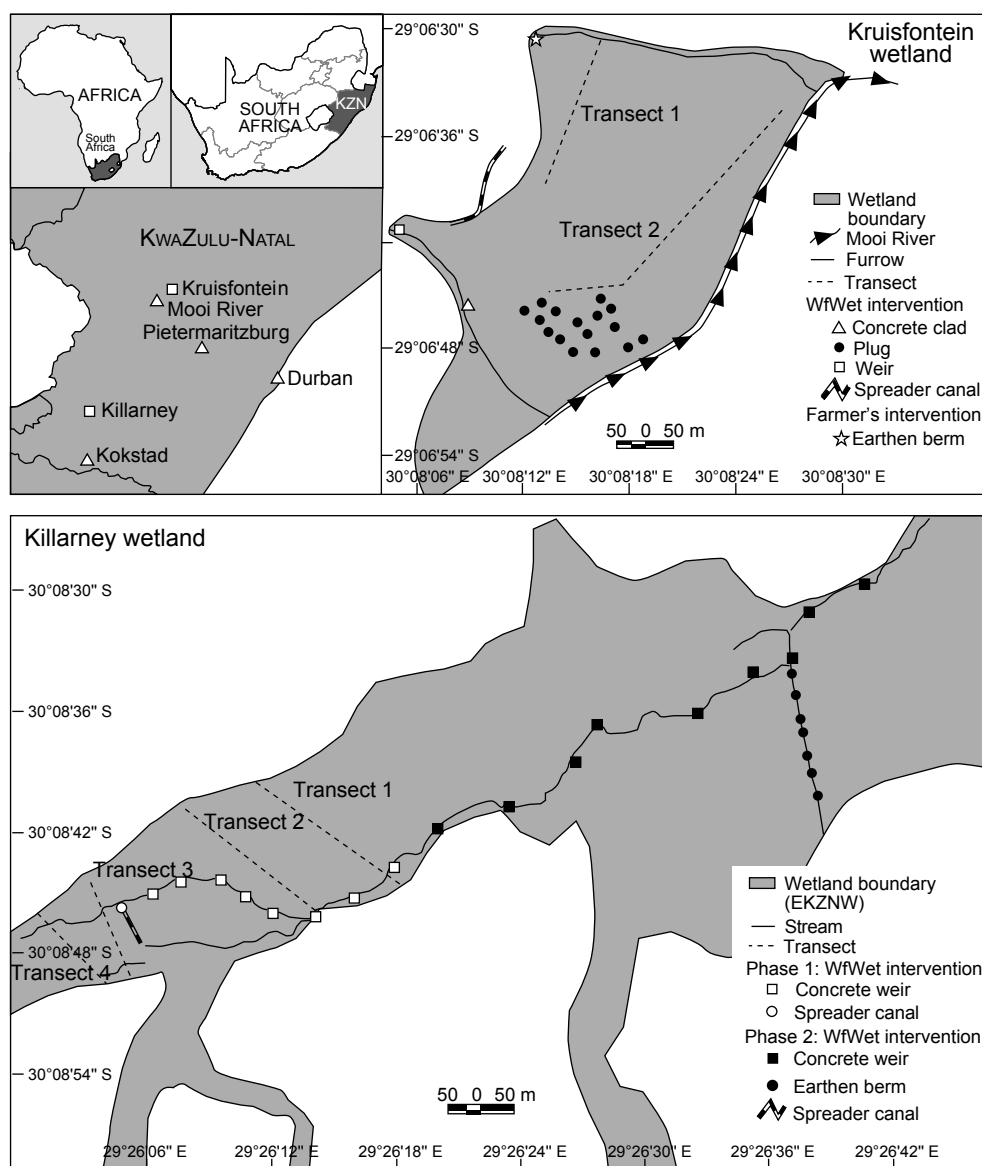 AFRICA
South
Africa
SOUTH
AFRICA
KZN
KWAZULU-NATAL
Kruisfontein
Mooi River
Pietermaritzburg
Durban
Killarney
Kokstad
Kruisfontein
wetland
29°06'30" S
29°06'36" S
29°06'48" S
29°06'54" S
Transect 1
Transect 2
Wetland
boundary
Mooi River
Furrow
Transect
WfWet intervention
Concrete clad
Plug
Weir
Spreader canal
Farmer's intervention
Earthen berm
50 0 50 m
30°08'06" E
30°08'12" E
30°08'18" E
30°08'24" E
30°08'30" E
Killarney wetland
30°08'30" S
30°08'36" S
30°08'42" S
30°08'48" S
30°08'54" S
Transect 1
Transect 2
Transect 3
Transect 4
Wetland boundary
(EKZNW)
Stream
Transect
Phase 1: WfWet intervention
Concrete weir
Spreader canal
Phase 2: WfWet intervention
Concrete weir
Earthen berm
Spreader canal
50 0 50 m
29°26'06" E
29°26'12" E
29°26'18" E
29°26'24" E
29°26'30" E
29°26'36" E
29°26'42" E